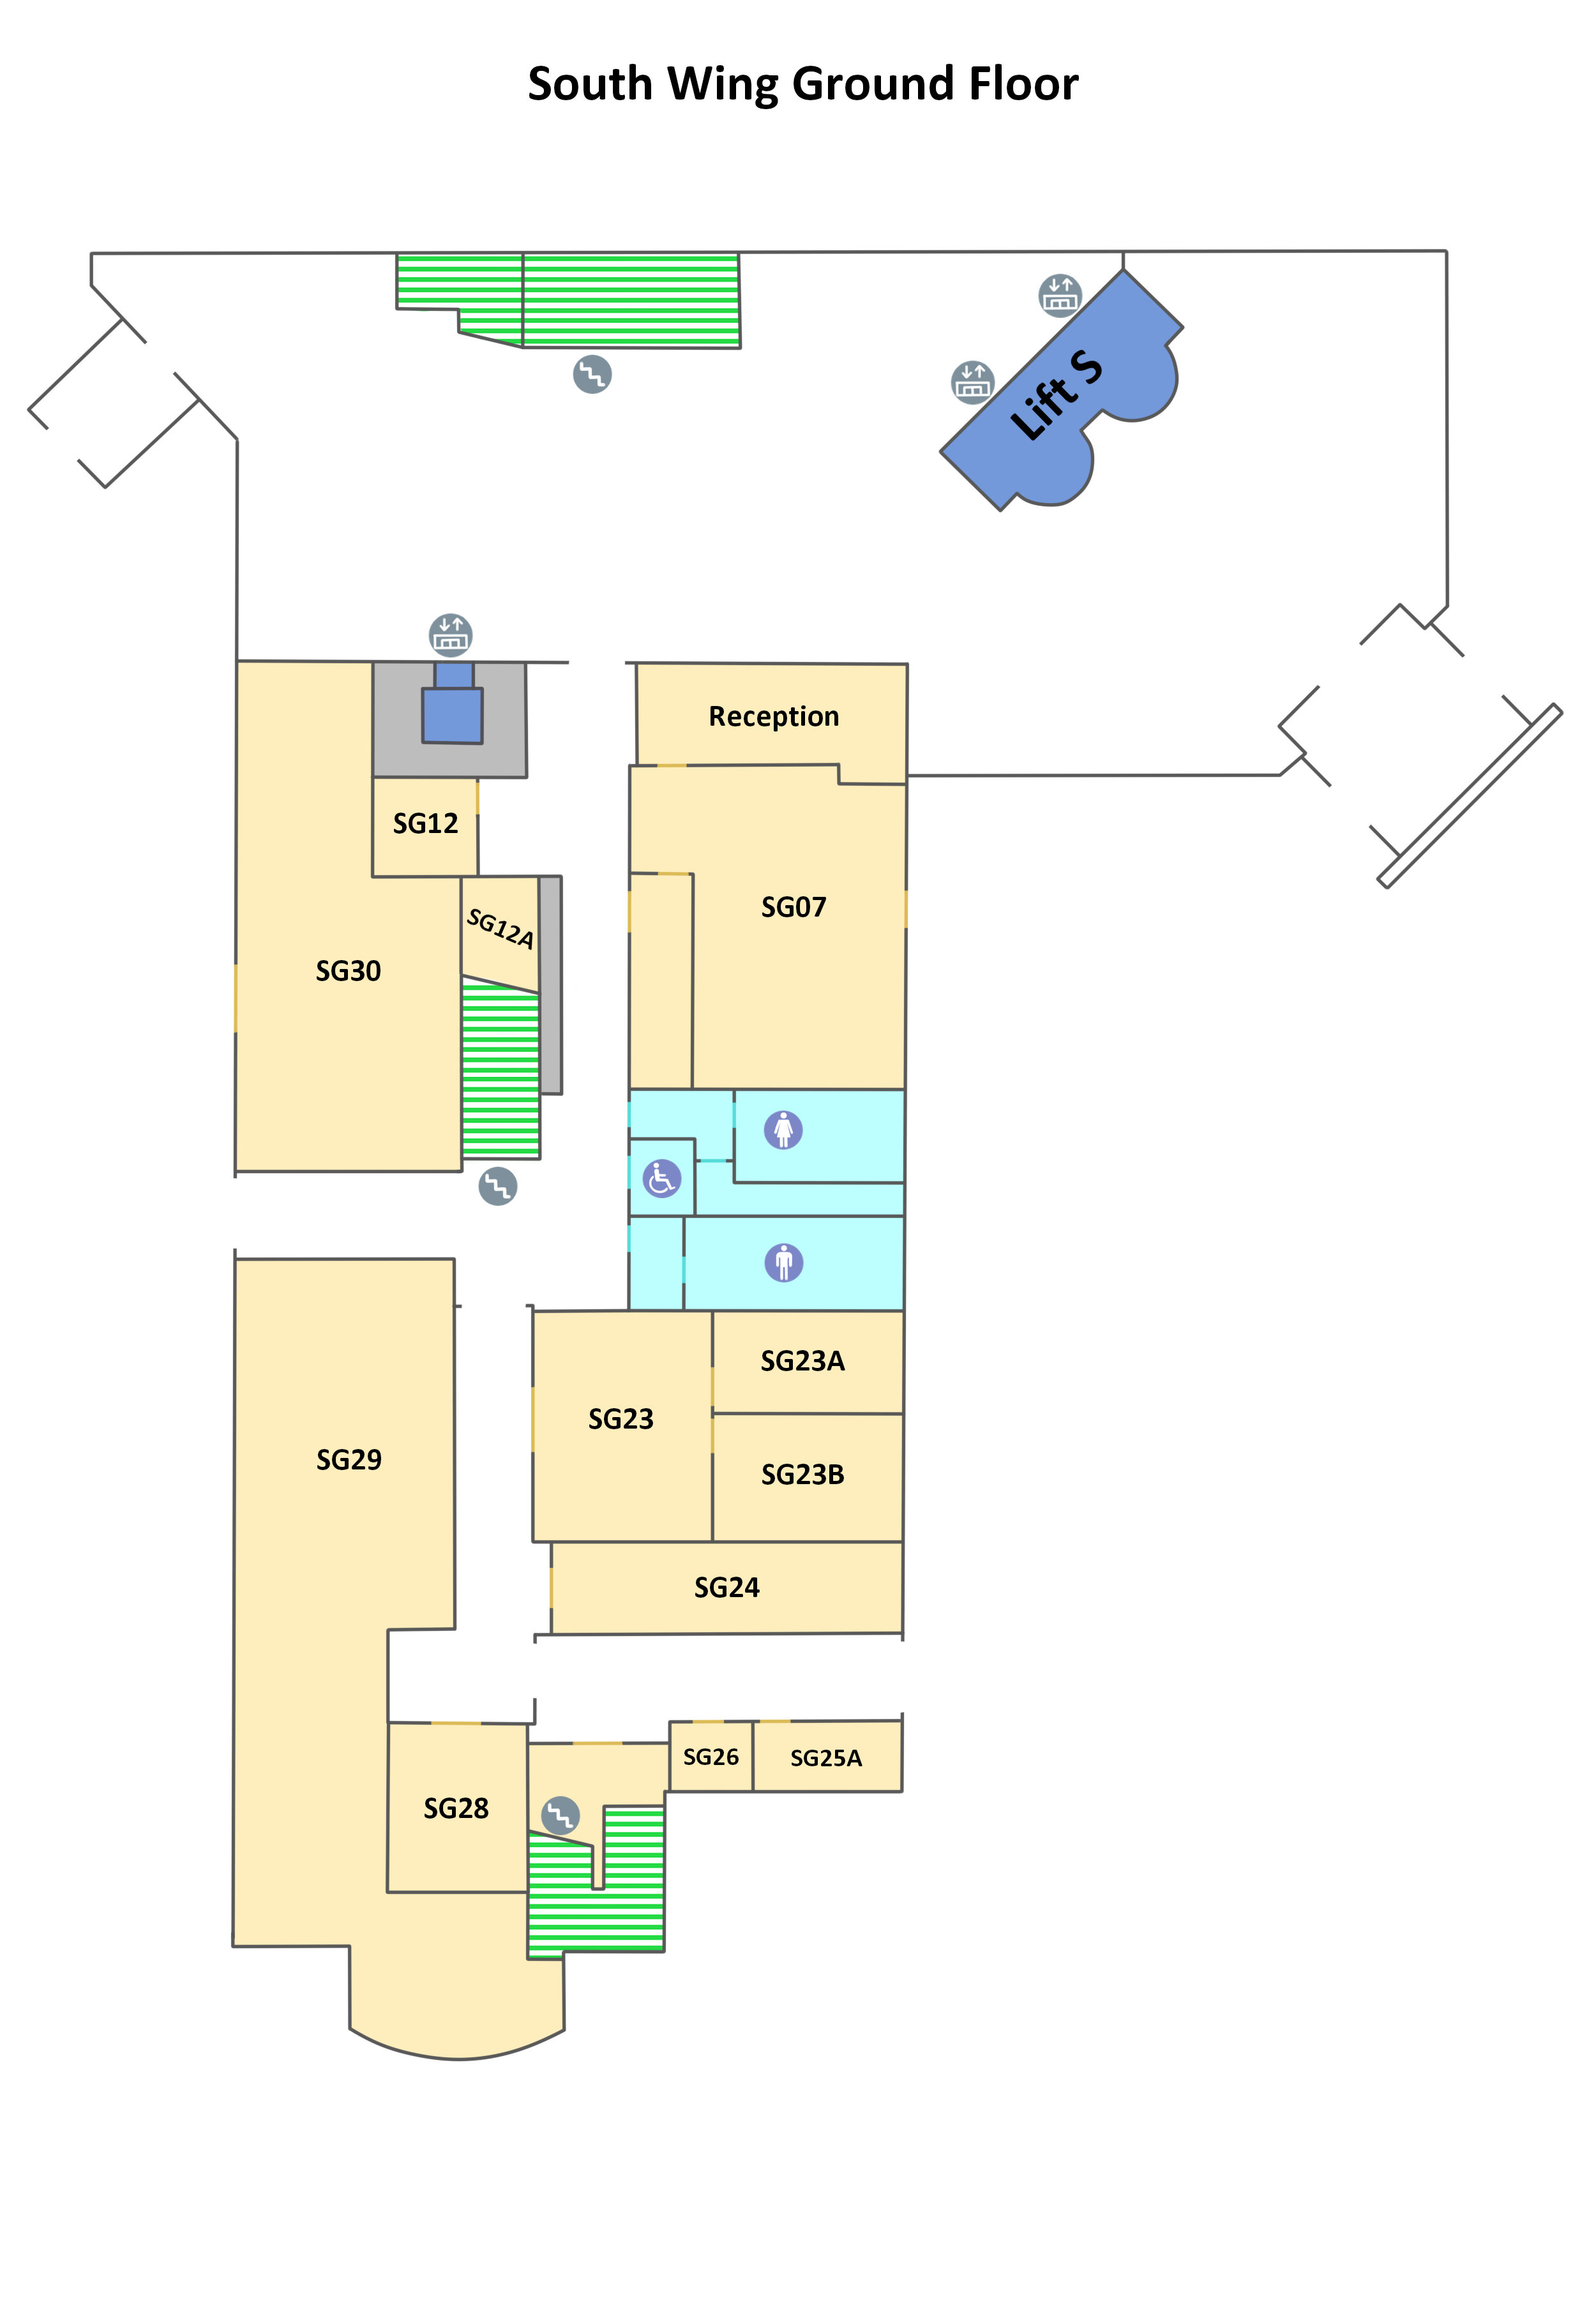 South Wing Ground Floor
Lift S
Reception
SG12
SG07
SG12A
SG30
SG23A
SG23
SG29
SG23B
SG24
SG26
SG25A
SG28